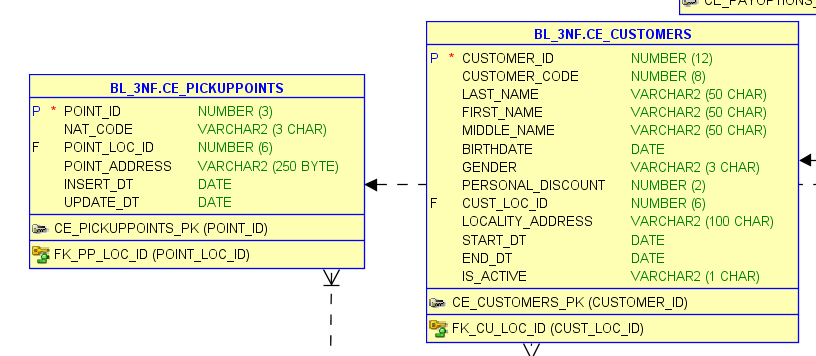 CE_PAYOPTIONS_
BL_3NF.CE_PICKUPPOINTS
P * POINT_ID NUMBER (3)
NAT_CODE VARCHAR2 (3 CHAR)
F POINT_LOC_ID NUMBER (6)
POINT_ADDRESS VARCHAR2 (250 BYTE)
INSERT_DT DATE
UPDATE_DT DATE
CE_PICKUPPOINTS_PK (POINT_ID)
FK_PP_LOC_ID (POINT_LOC_ID)
BL_3NF.CE_CUSTOMERS
P * CUSTOMER_ID NUMBER (12)
CUSTOMER_CODE NUMBER (8)
LAST_NAME VARCHAR2 (50 CHAR)
FIRST_NAME VARCHAR2 (50 CHAR)
MIDDLE_NAME VARCHAR2 (50 CHAR)
BIRTHDATE DATE
GENDER VARCHAR2 (3 CHAR)
PERSONAL_DISCOUNT NUMBER (2)
F CUST_LOC_ID NUMBER (6)
LOCALITY_ADDRESS VARCHAR2 (100 CHAR)
START_DT DATE
END_DT DATE
IS_ACTIVE VARCHAR2 (1 CHAR)
CE_CUSTOMERS_PK (CUSTOMER_ID)
FK_CU_LOC_ID (CUST_LOC_ID)